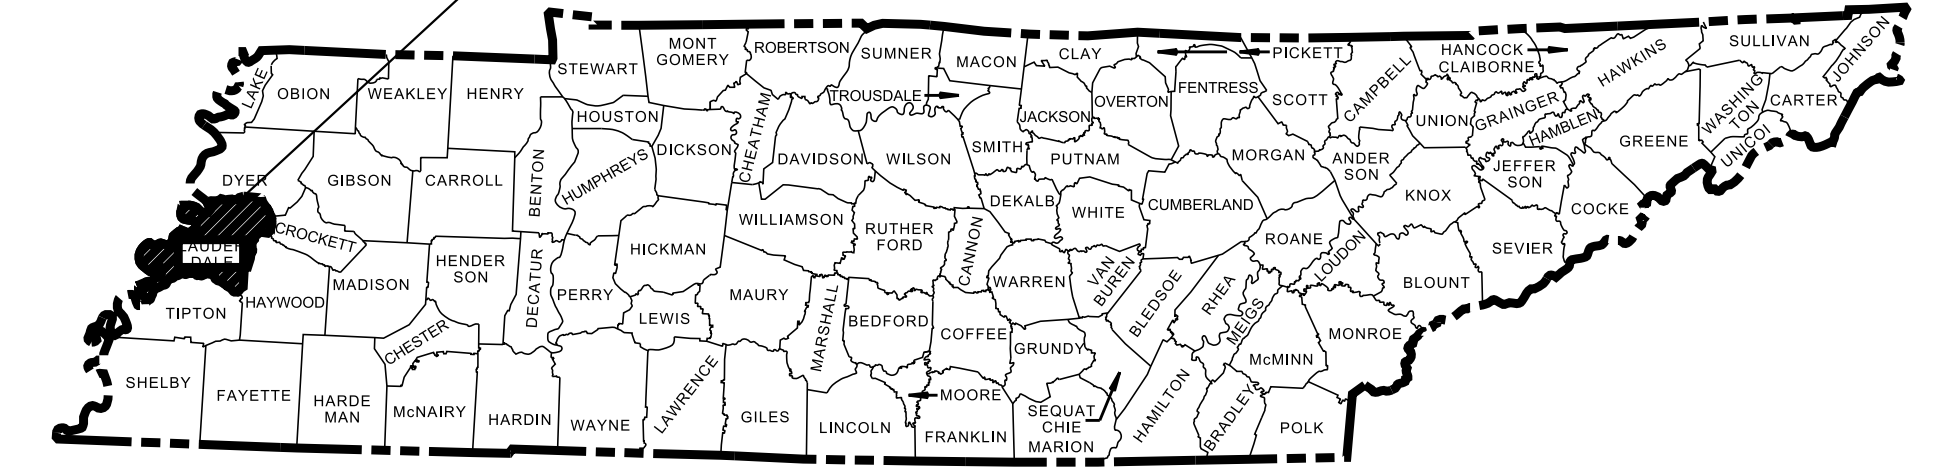 LAKE
OBION
WEAKLEY
HENRY
STEWART
MONT
GOMERY
ROBERTSON
SUMNER
MACON
CLAY
PICKETT
HANCOCK
CLAIBORNE
HAWKINS
SULLIVAN
JOHNSON
TROUSDALE
HOUSTON
CHEATHAM
JACKSON
OVERTON
FENTRESS
SCOTT
CAMPBELL
UNION
GRAINGER
HAMBLEN
GREENE
WASHING
TON
UNICOI
CARTER
DYER
GIBSON
CARROLL
BENTON
HUMPHREYS
DICKSON
DAVIDSON
WILSON
SMITH
PUTNAM
MORGAN
ANDER
SON
KNOX
JEFFER
SON
COCKE
LAUDER
DALE
CROCKETT
WILLIAMSON
RUTHER
FORD
CANNON
DEKALB
WHITE
CUMBERLAND
ROANE
LOUDON
SEVIER
BLOUNT
HENDER
SON
DECATUR
PERRY
HICKMAN
WARREN
VAN
BUREN
BLEDSOE
RHEA
MEIGS
MONROE
TIPTON
HAYWOOD
MADISON
CHESTER
LEWIS
MAURY
MARSHALL
BEDFORD
COFFEE
GRUNDY
McMINN
SHELBY
FAYETTE
HARDE
MAN
McNAIRY
HARDIN
WAYNE
LAWRENCE
GILES
LINCOLN
MOORE
FRANKLIN
SEQUAT
CHIE
MARION
HAMILTON
BRADLEY
POLK